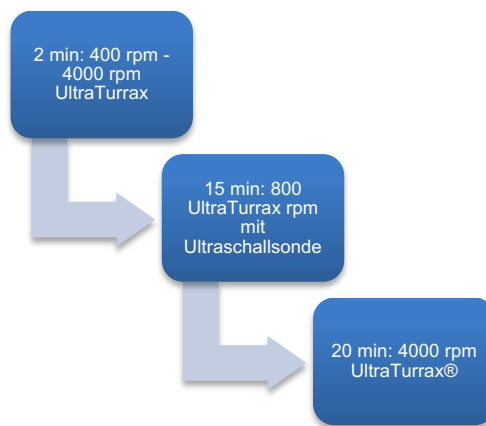 2 min: 400 rpm -
4000 rpm
UltraTurrax
15 min: 800
UltraTurrax rpm
mit
Ultraschallsonde
20 min: 4000 rpm
UltraTurrax®